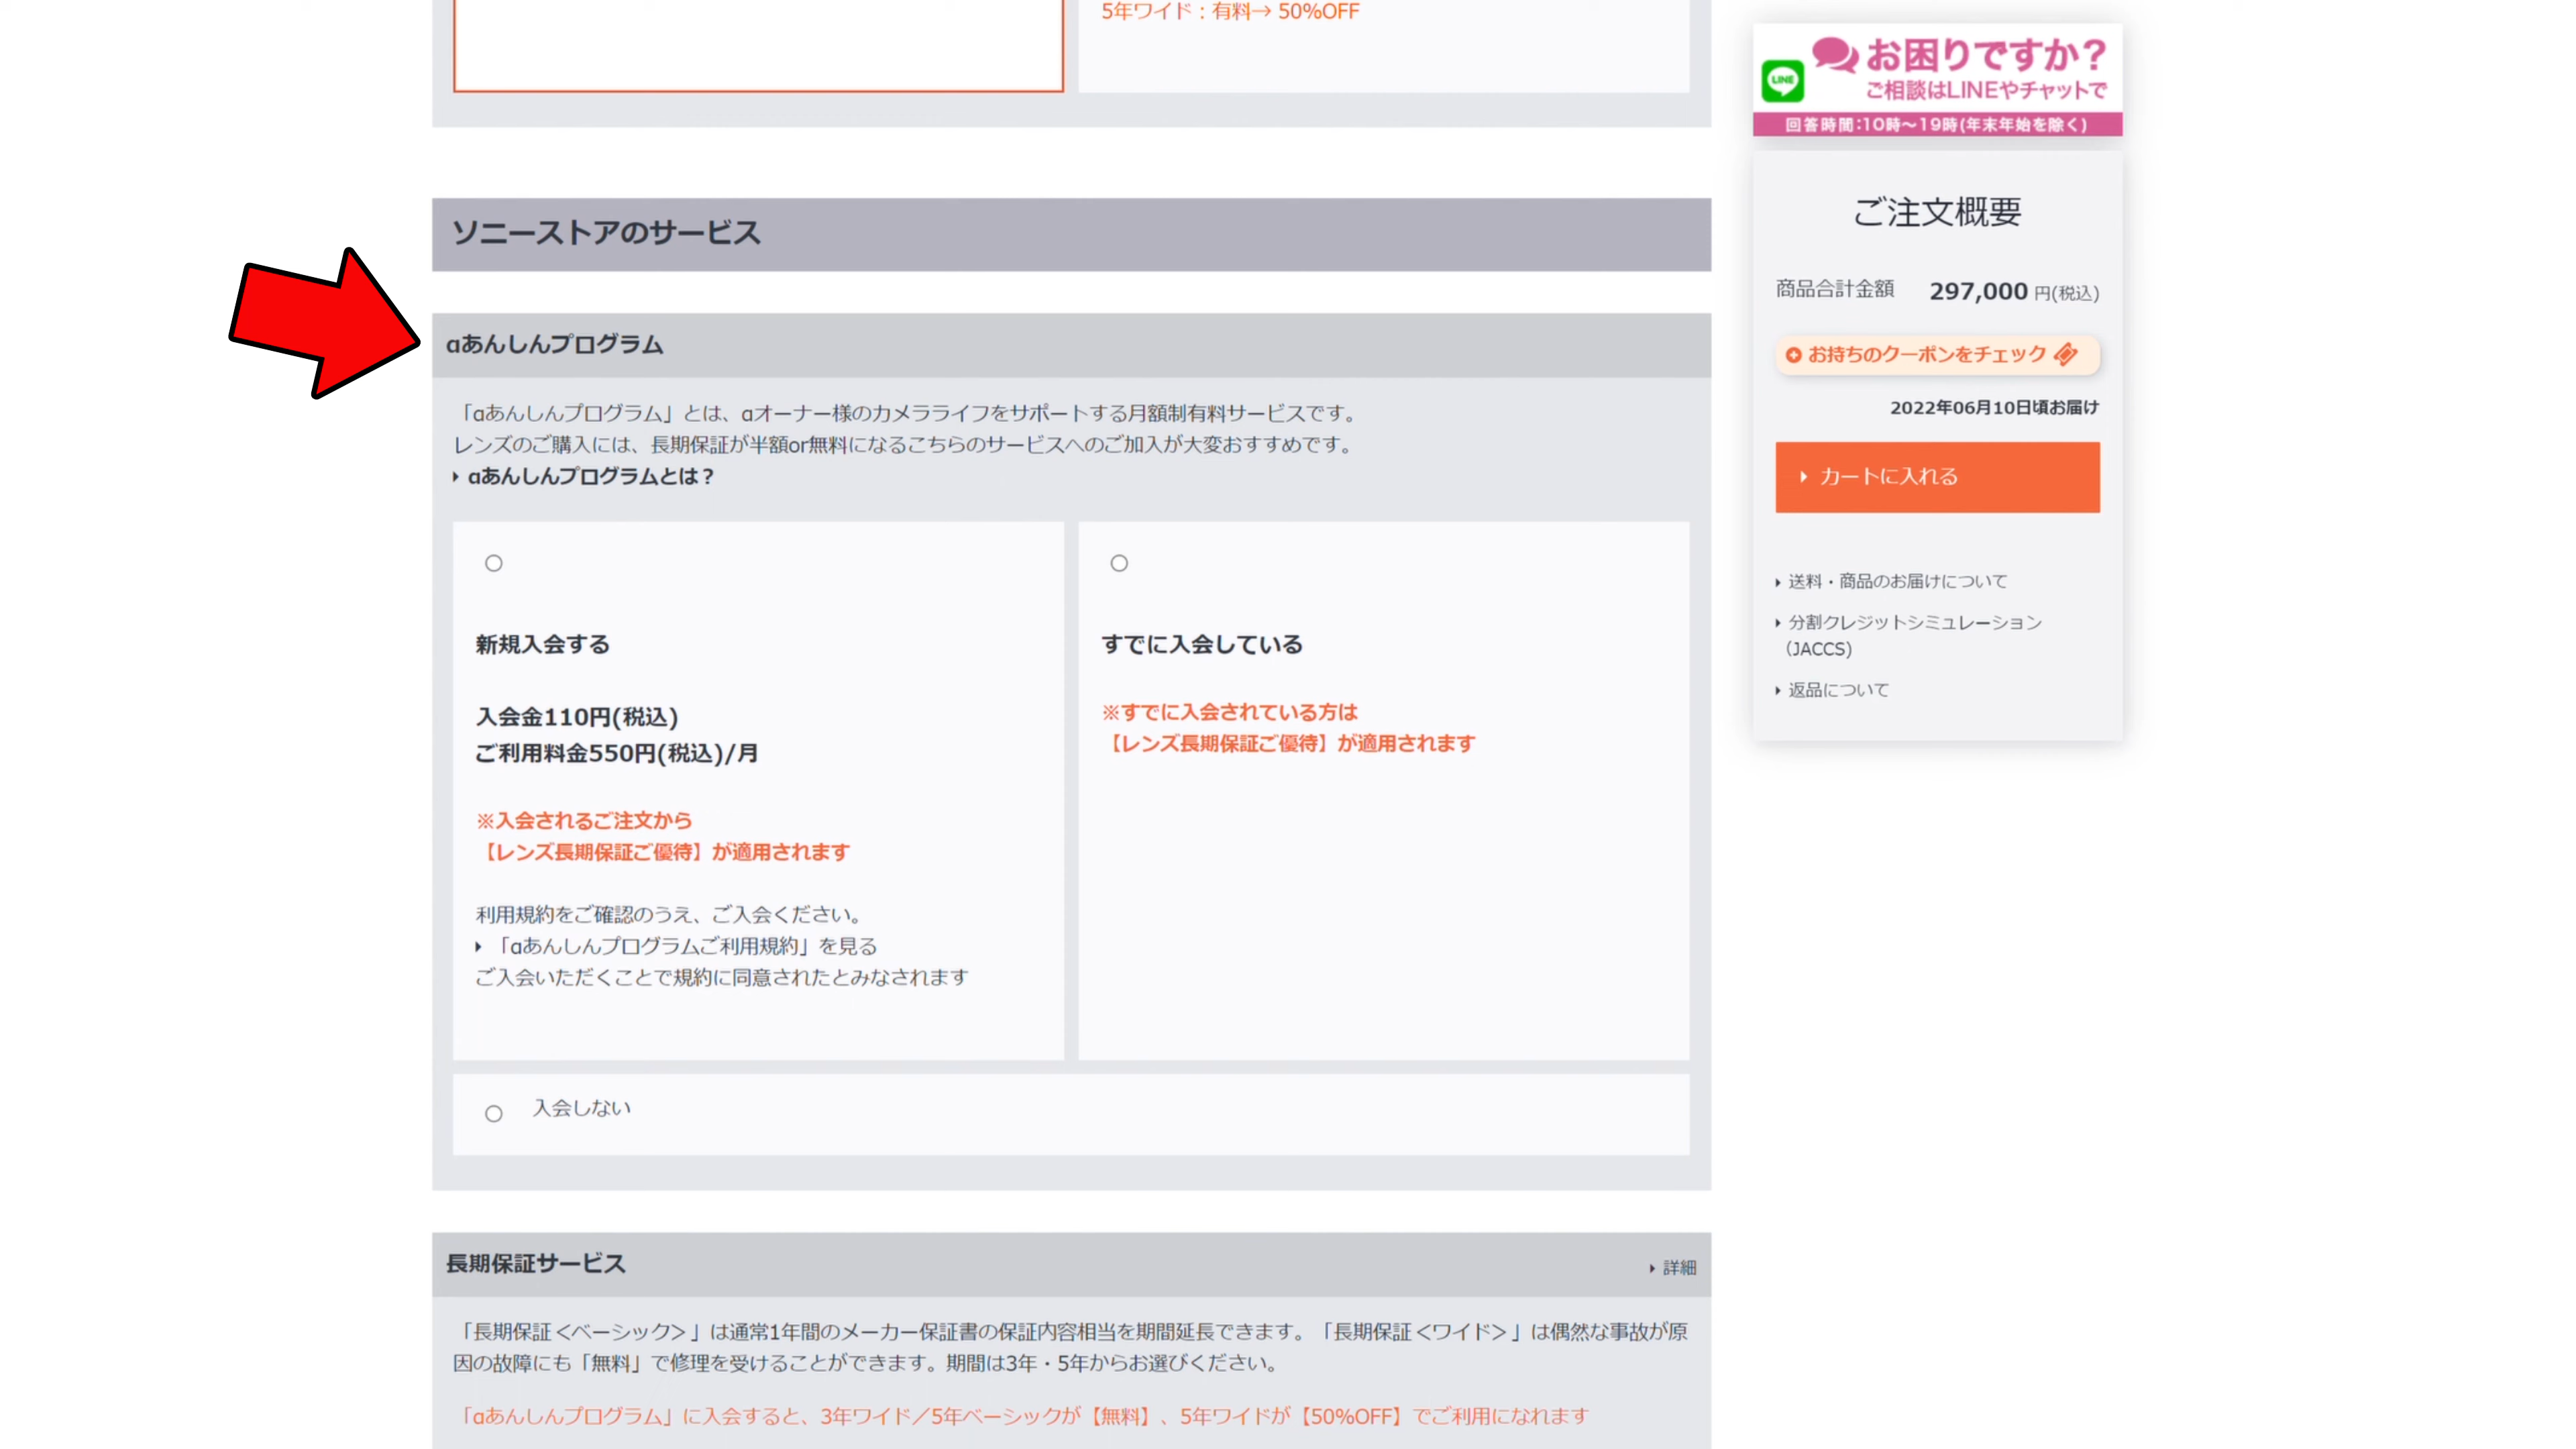 5年ワイド：有料→ 50%OFF
ソニーストアのサービス
αあんしんプログラム
「αあんしんプログラム」とは、αオーナー様のカメラライフをサポートする月額制有料サービスです。
レンズのご購入には、長期保証が半額or無料になるこちらのサービスへのご加入が大変おすすめです。
αあんしんプログラムとは？
新規入会する
入会金110円(税込)
ご利用料金550円(税込)/月
※入会されるご注文から
【レンズ長期保証ご優待】が適用されます
利用規約をご確認のうえ、ご入会ください。
「αあんしんプログラムご利用規約」を見る
ご入会いただくことで規約に同意されたとみなされます
すでに入会している
※すでに入会されている方は
【レンズ長期保証ご優待】が適用されます
入会しない
長期保証サービス
詳細
「長期保証＜ベーシック＞」は通常1年間のメーカー保証書の保証内容相当を期間延長できます。「長期保証＜ワイド＞」は偶然な事故が原
因の故障にも「無料」で修理を受けることができます。期間は3年・5年からお選びください。
「αあんしんプログラム」に入会すると、3年ワイド／5年ベーシックが【無料】、5年ワイドが【50%OFF】でご利用になれます
LINE
お困りですか？
ご相談はLINEやチャットで
回答時間:10時〜19時(年末年始を除く)
ご注文概要
商品合計金額 297,000 円(税込)
お持ちのクーポンをチェック
2022年06月10日頃お届け
カートに入れる
送料・商品のお届けについて
分割クレジットシミュレーション
（JACCS）
返品について